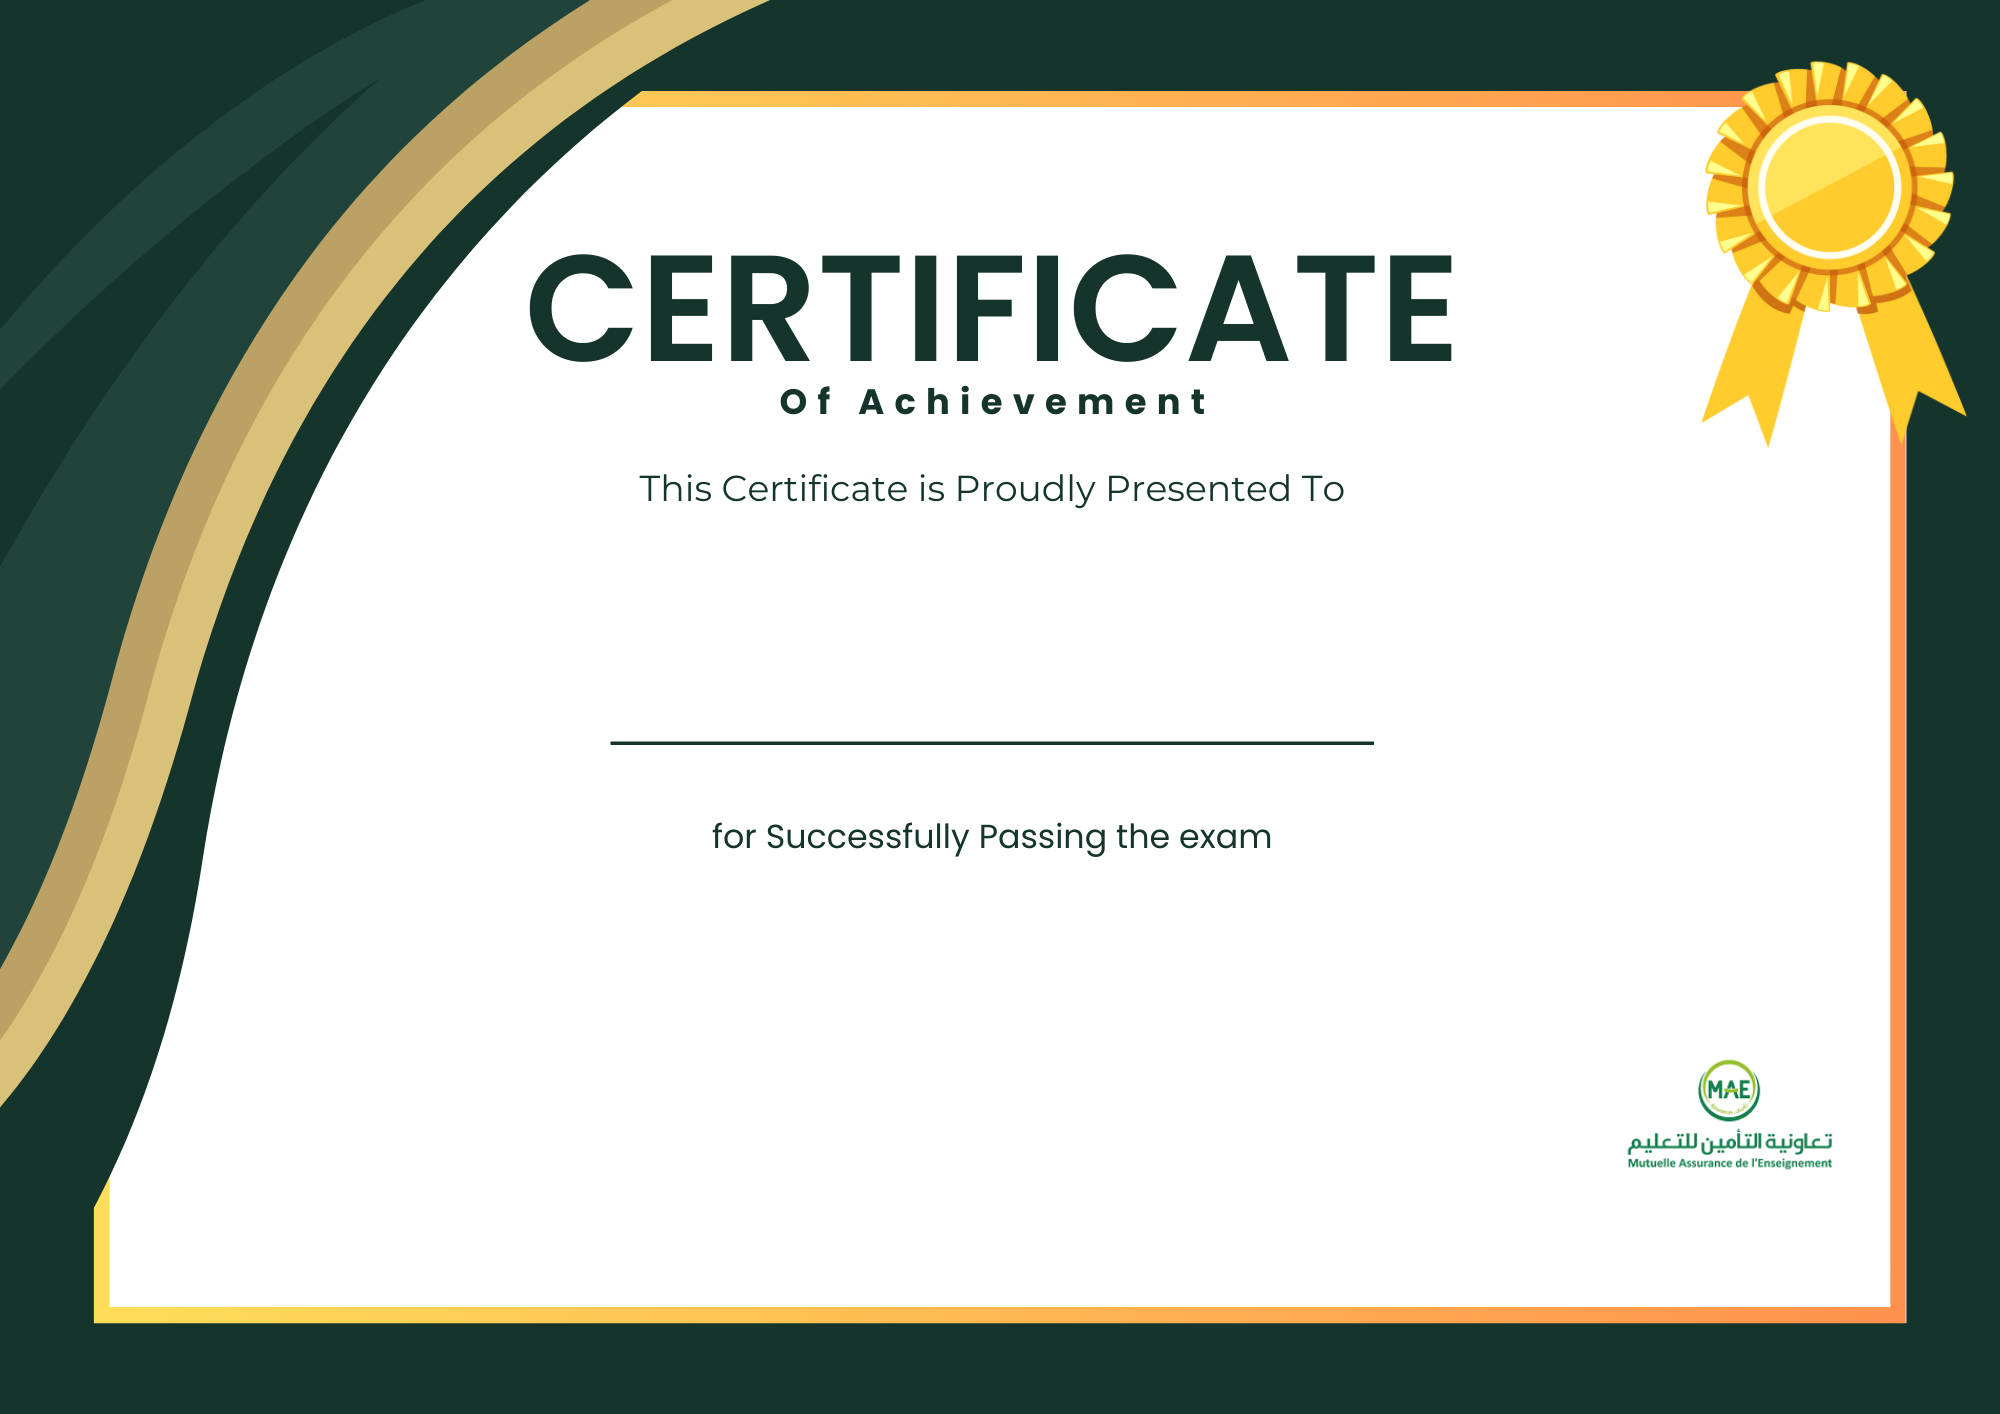 CERTIFICATE
Of Achievement
This Certificate is Proudly Presented To
for Successfully Passing the exam
MAE
تعاونية التأمين للتعليم
Mutuelle Assurance de l'Enseignement